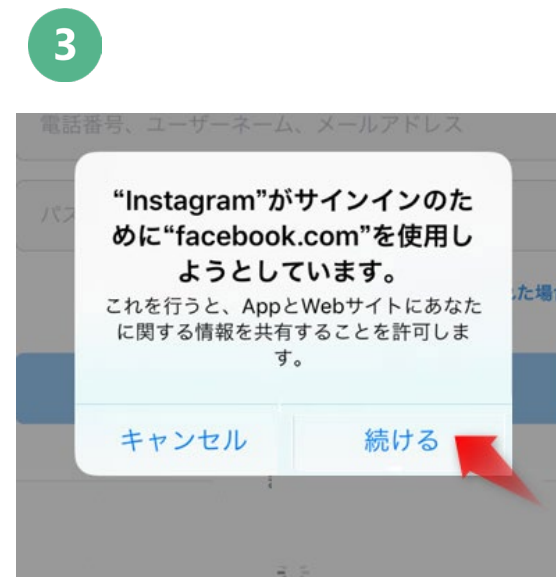 3
電話番号、ユーザーネーム、メールアドレス
パス
“Instagram”がサインインのた
めに“facebook.com”を使用し
ようとしています。
た場
これを行うと、AppとWebサイトにあなた
に関する情報を共有することを許可しま
す。
キャンセル
続ける